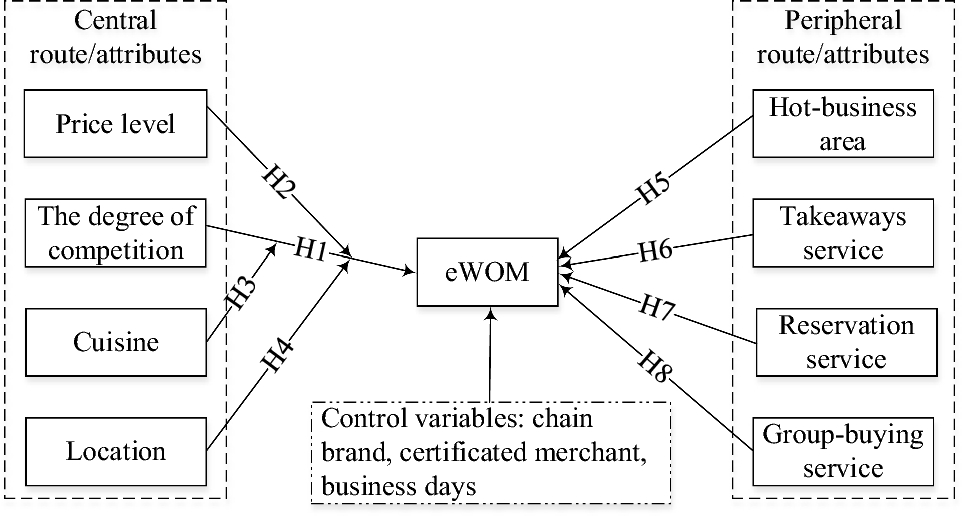 Central
route/attributes
Price level
The degree of
competition
Cuisine
Location
H2
H1
H3
H4
eWOM
Control variables: chain
brand, certificated merchant,
business days
H5
H6
H7
H8
Peripheral
route/attributes
Hot-business
area
Takeaways
service
Reservation
service
Group-buying
service